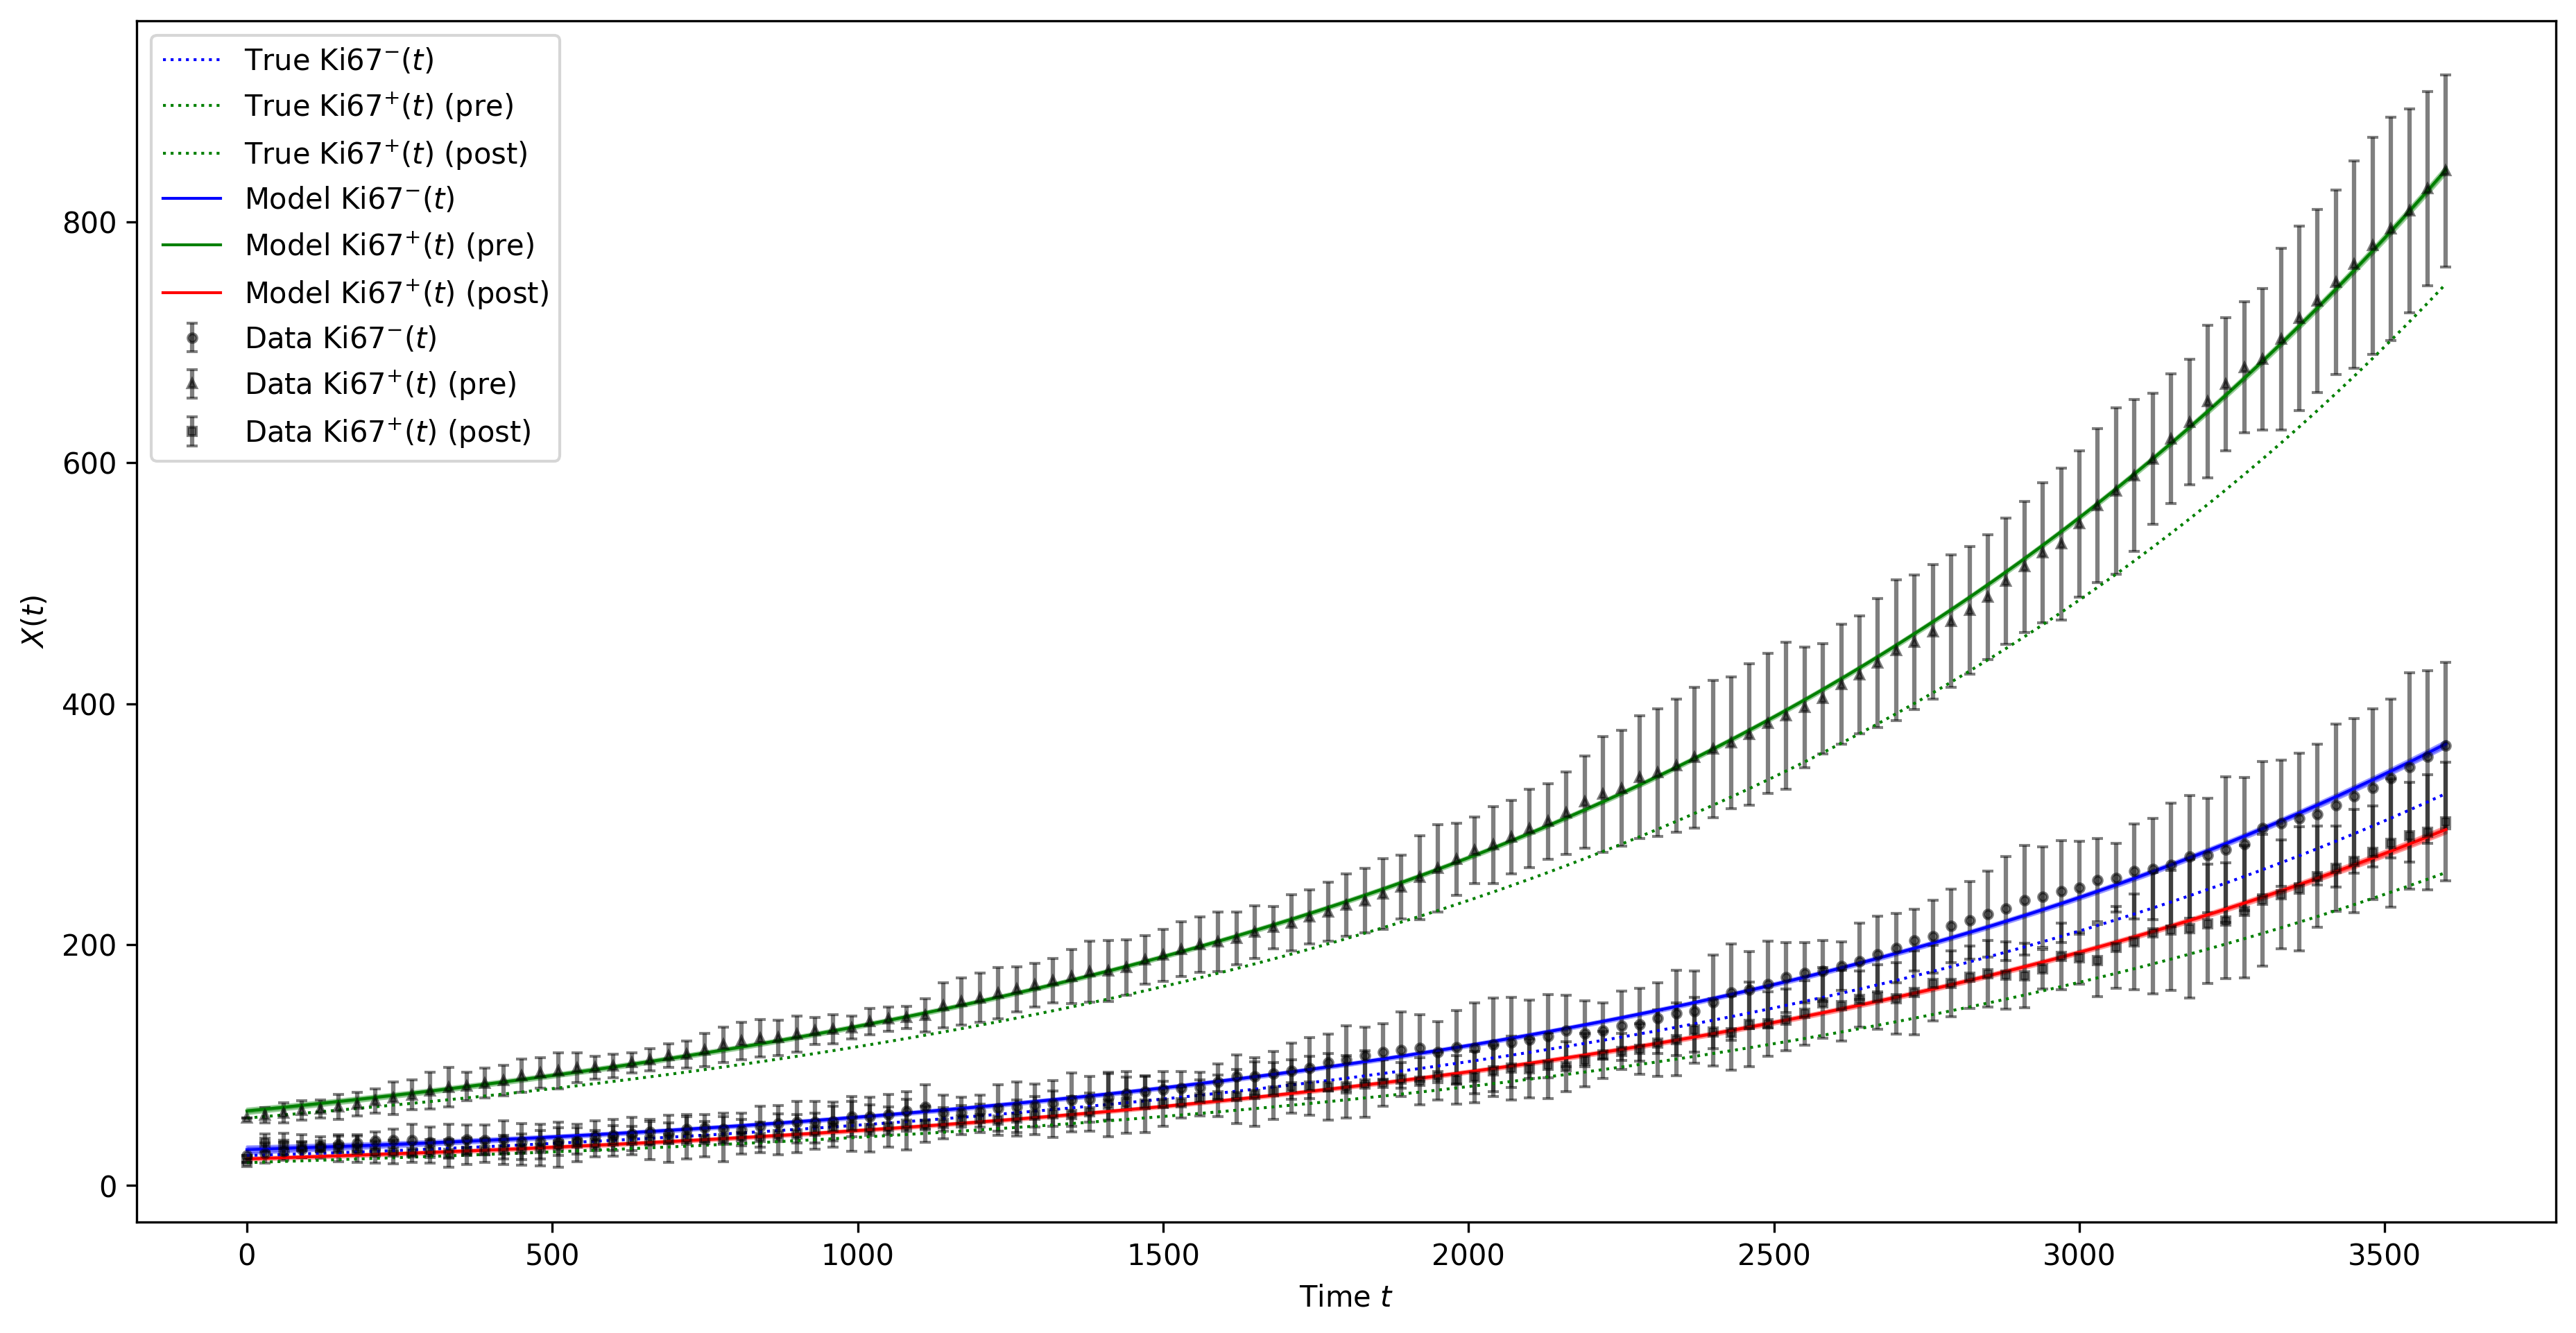 True Ki67⁻(t)
True Ki67⁺(t) (pre)
True Ki67⁺(t) (post)
Model Ki67⁻(t)
Model Ki67⁺(t) (pre)
Model Ki67⁺(t) (post)
Data Ki67⁻(t)
Data Ki67⁺(t) (pre)
Data Ki67⁺(t) (post)
800
600
400
200
0
X(t)
0 500 1000 1500 2000 2500 3000 3500
Time t